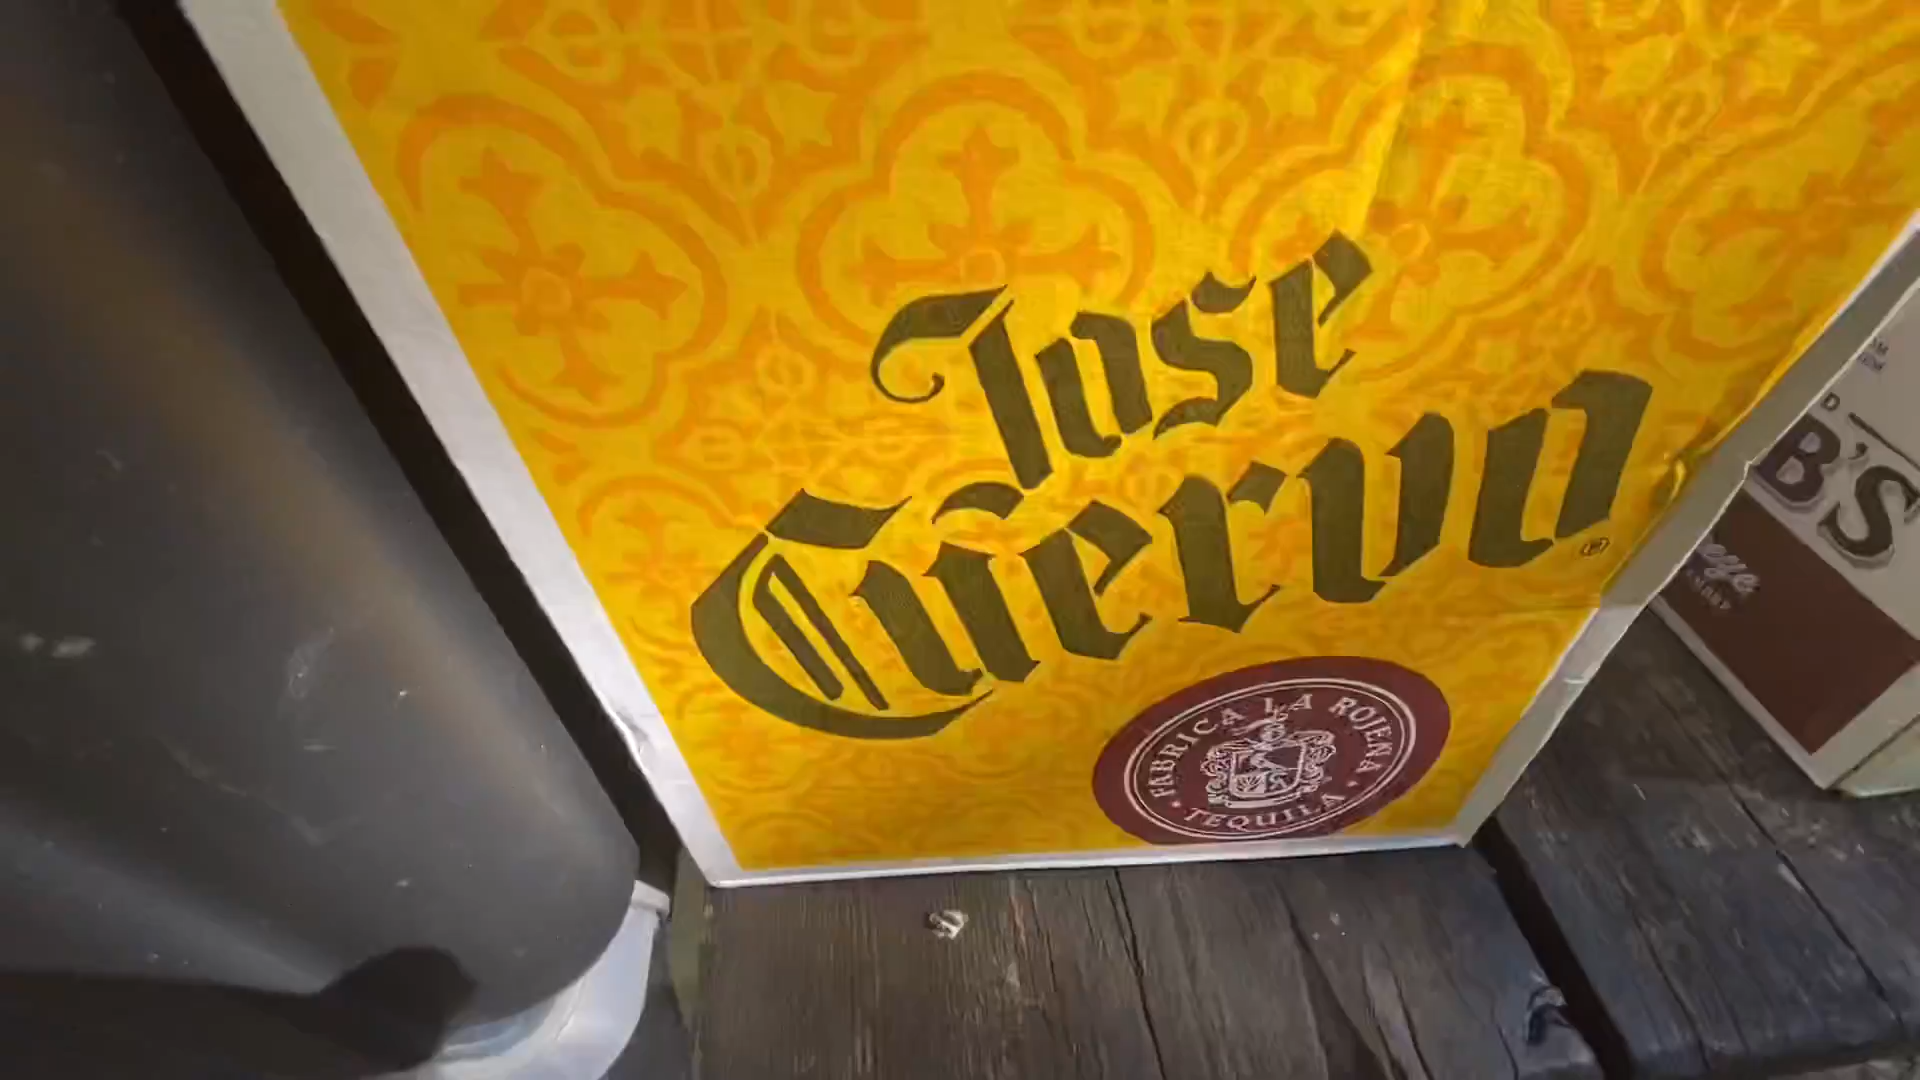 Jose
Cuervo®
FABRICA LA ROJEÑA
• TEQUILA •
D.
B'S